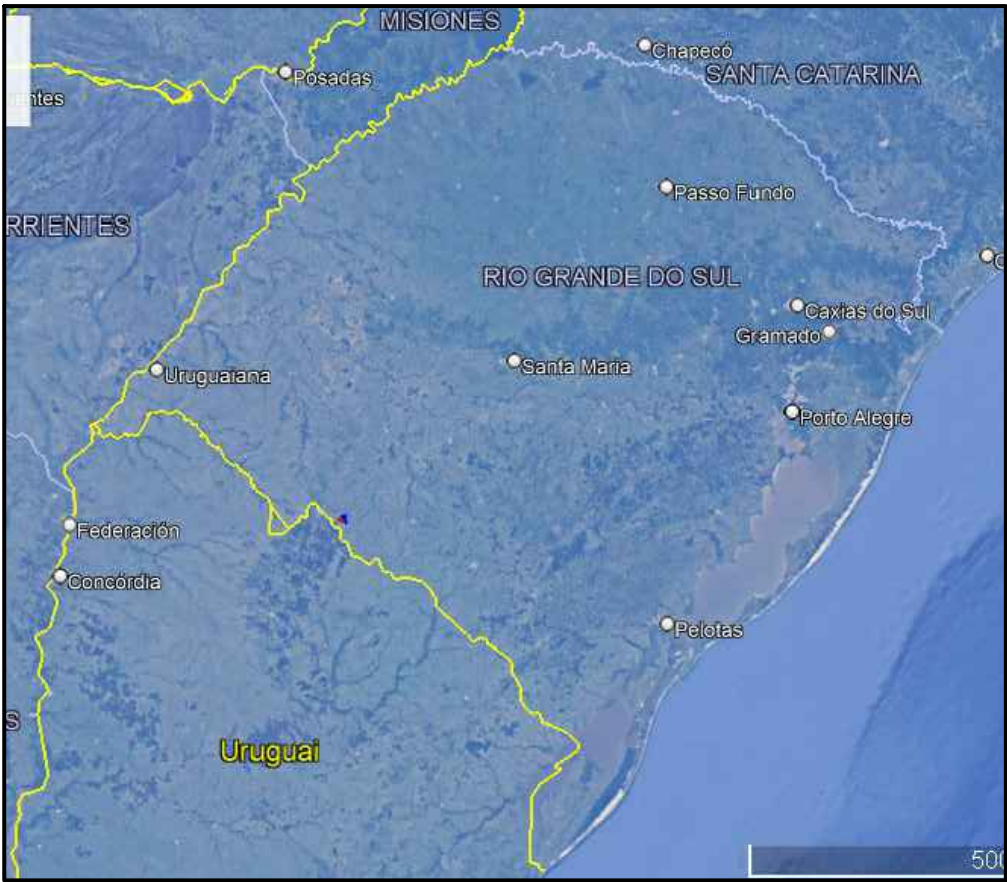 MISIONES
Chapecó
SANTA CATARINA
Posadas
Passo Fundo
RIO GRANDE DO SUL
Caxias do Sul
Gramado
Santa Maria
Uruguaiana
Porto Alegre
Federación
Concórdia
Pelotas
Uruguai